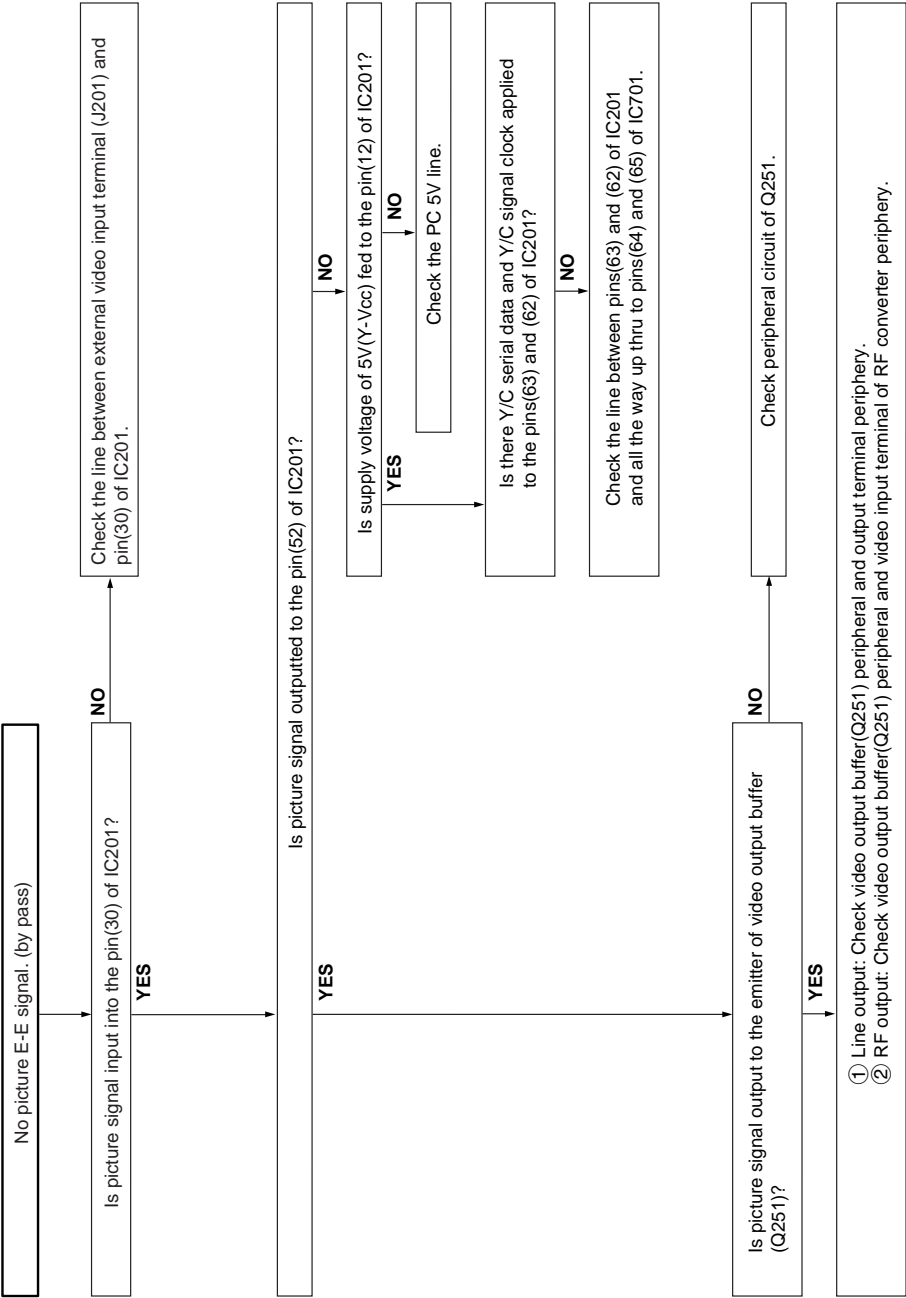 No picture E-E signal. (by pass)
Is picture signal input into the pin(30) of IC201?
NO
Check the line between external video input terminal (J201) and
pin(30) of IC201.
YES
Is picture signal outputted to the pin(52) of IC201?
NO
Is supply voltage of 5V(Y-Vcc) fed to the pin(12) of IC201?
NO
Check the PC 5V line.
YES
Is there Y/C serial data and Y/C signal clock applied
to the pins(63) and (62) of IC201?
NO
Check the line between pins(63) and (62) of IC201
and all the way up thru to pins(64) and (65) of IC701.
YES
Is picture signal output to the emitter of video output buffer
(Q251)?
NO
Check peripheral circuit of Q251.
YES
① Line output: Check video output buffer(Q251) peripheral and output terminal periphery.
② RF output: Check video output buffer(Q251) peripheral and video input terminal of RF converter periphery.